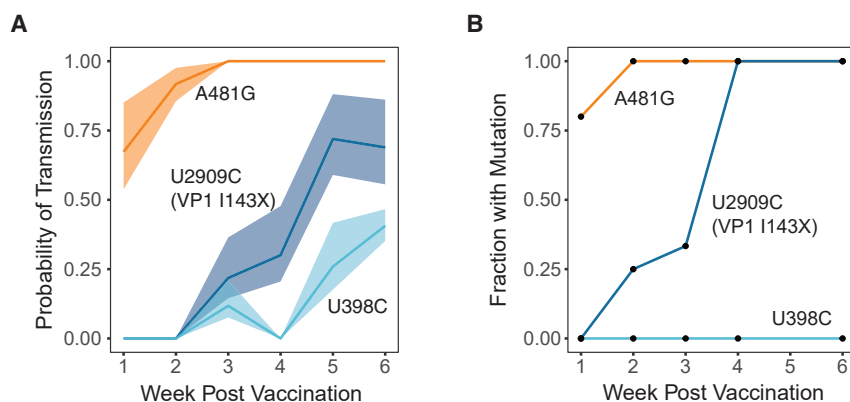 A
Probability of Transmission
1.00
0.75
0.50
0.25
0.00
A481G
U2909C
(VP1 I143X)
U398C
1 2 3 4 5 6
Week Post Vaccination
B
Fraction with Mutation
1.00
0.75
0.50
0.25
0.00
A481G
U2909C
(VP1 I143X)
U398C
1 2 3 4 5 6
Week Post Vaccination